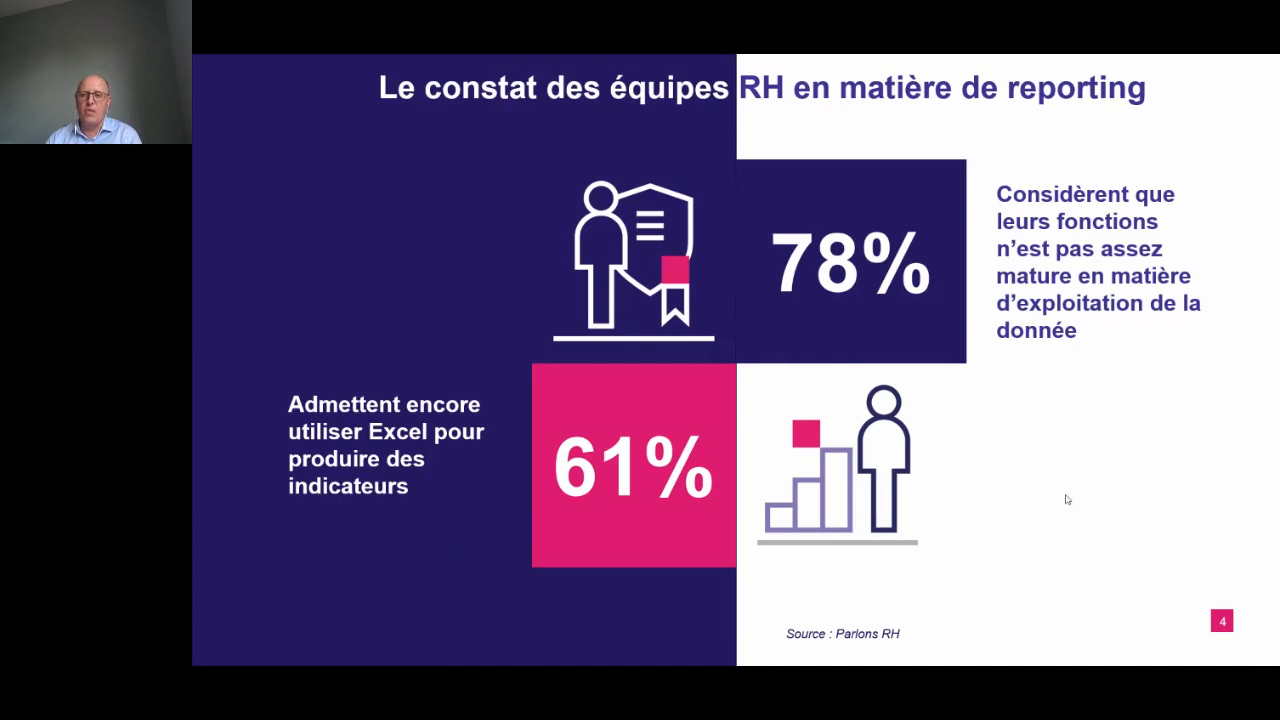 Le constat des équipes RH en matière de reporting
78%
Considèrent que
leurs fonctions
n’est pas assez
mature en matière
d’exploitation de la
donnée
Admettent encore
utiliser Excel pour
produire des
indicateurs
61%
Source : Parlons RH
4